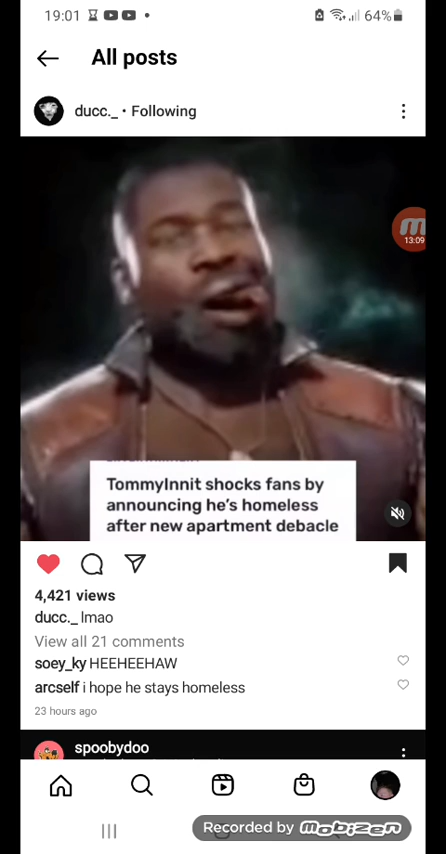 19:01
64%
All posts
ducc._ • Following
13:09
TommyInnit shocks fans by
announcing he's homeless
after new apartment debacle
4,421 views
ducc._ lmao
View all 21 comments
soey_ky HEEHEEHAW
arcself i hope he stays homeless
23 hours ago
spoobydoo
Recorded by mobizen